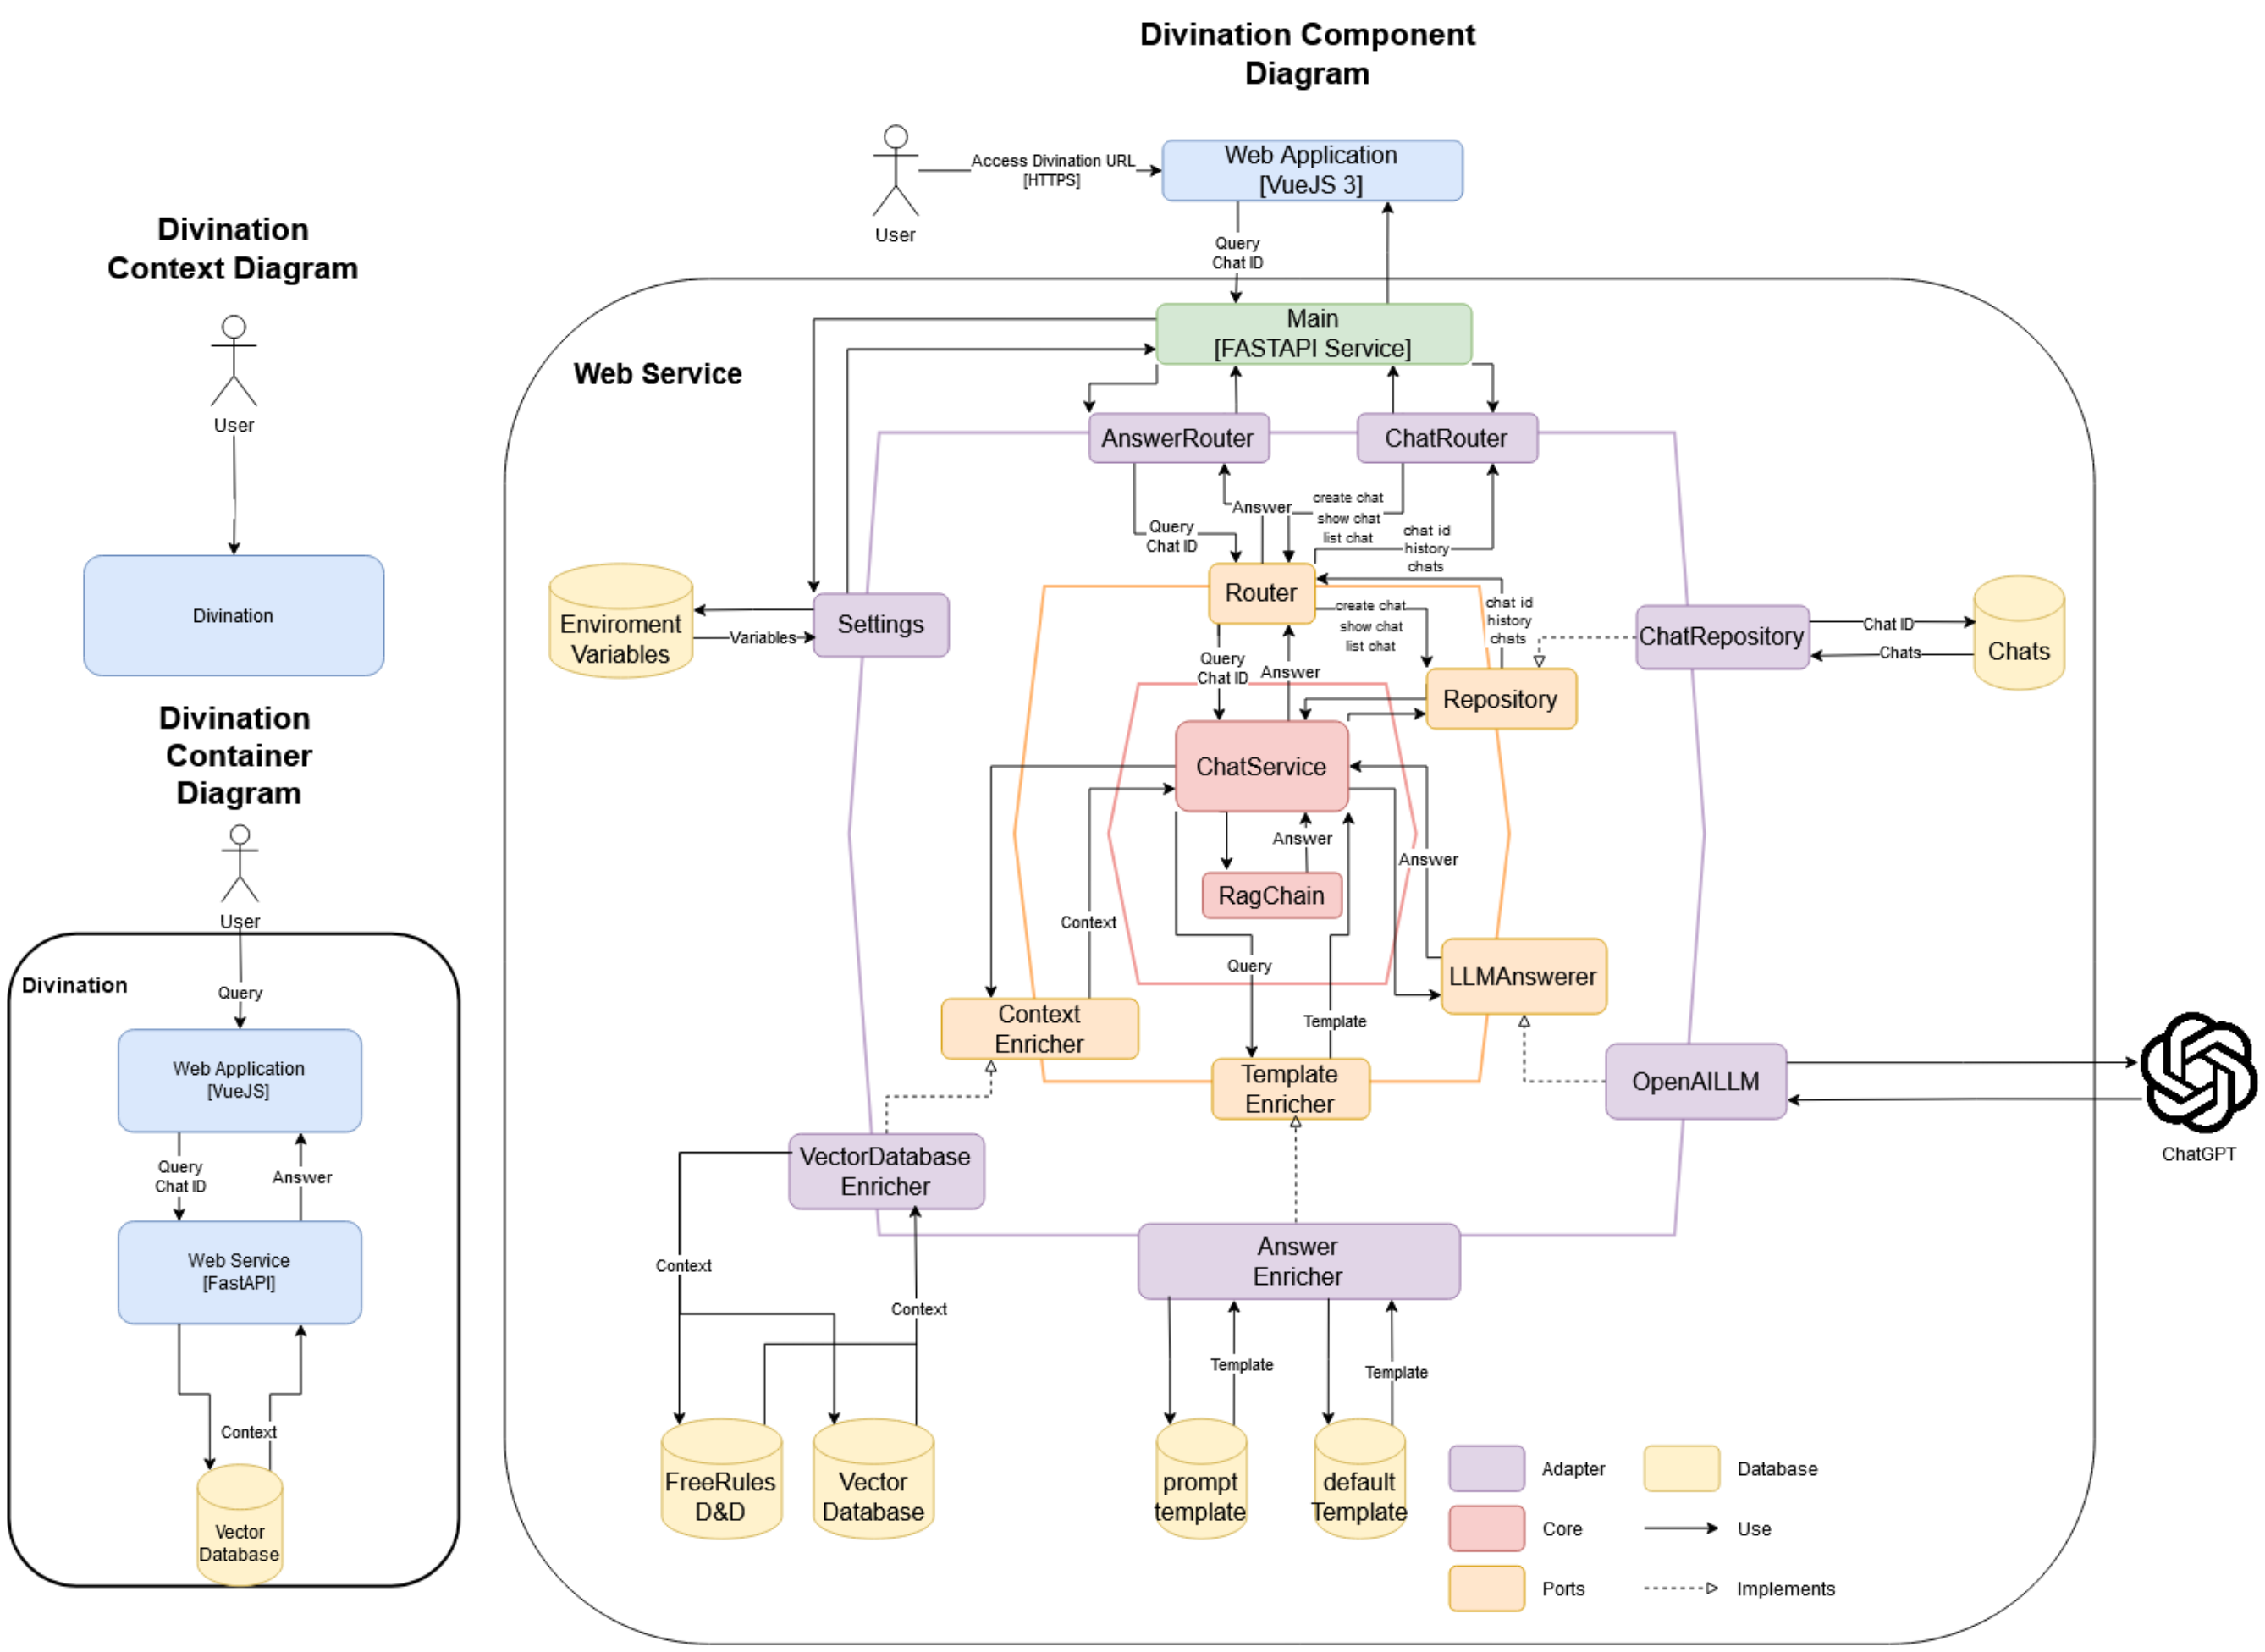 Divination Component
Diagram
User
Access Divination URL
[HTTPS]
Web Application
[VueJS 3]
Query
Chat ID
Divination
Context Diagram
User
Divination
Divination
Container
Diagram
User
Divination
Query
Web Application
[VueJS]
Query
Chat ID
Answer
Web Service
[FastAPI]
Context
Vector
Database
Web Service
Main
[FASTAPI Service]
AnswerRouter
ChatRouter
Query
Chat ID
Answer
create chat
show chat
list chat
chat id
history
chats
Router
Enviroment
Variables
Variables
Settings
create chat
show chat
list chat
chat id
history
chats
Query
Chat ID
Answer
Repository
ChatRepository
Chat ID
Chats
Chats
ChatService
Answer
RagChain
Answer
Context
Query
Template
LLMAnswerer
Context
Enricher
Template
Enricher
OpenAILLM
ChatGPT
VectorDatabase
Enricher
Answer
Enricher
Context
Context
Template
Template
FreeRules
D&D
Vector
Database
prompt
template
default
Template
Adapter
Database
Core
Use
Ports
Implements